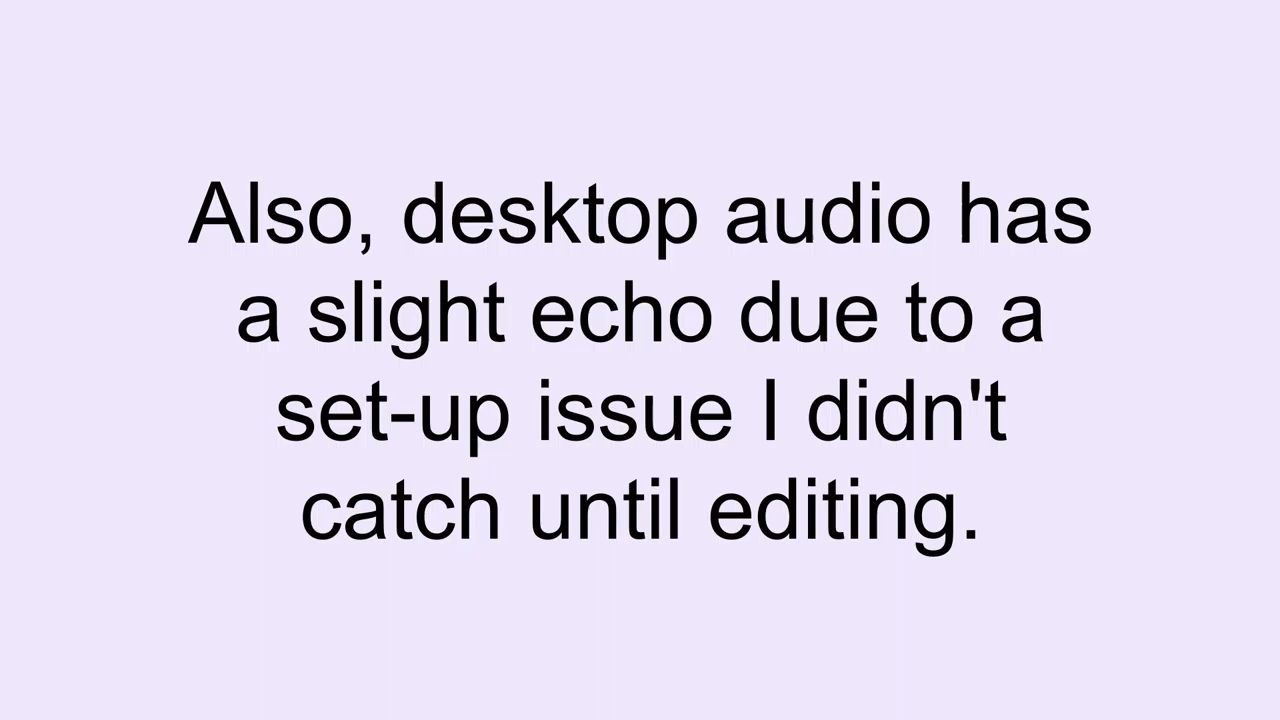 Also, desktop audio has
a slight echo due to a
set-up issue I didn't
catch until editing.